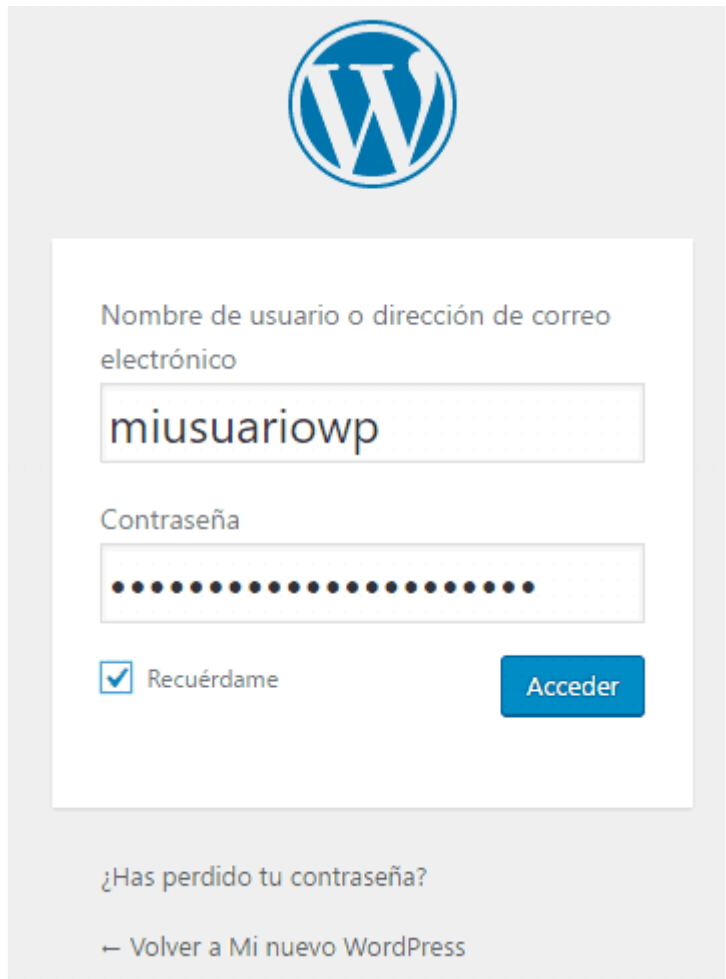 Nombre de usuario o dirección de correo
electrónico
miusuariowp
Contraseña
••••••••••••••••••••••
Recuérdame
Acceder
¿Has perdido tu contraseña?
← Volver a Mi nuevo WordPress